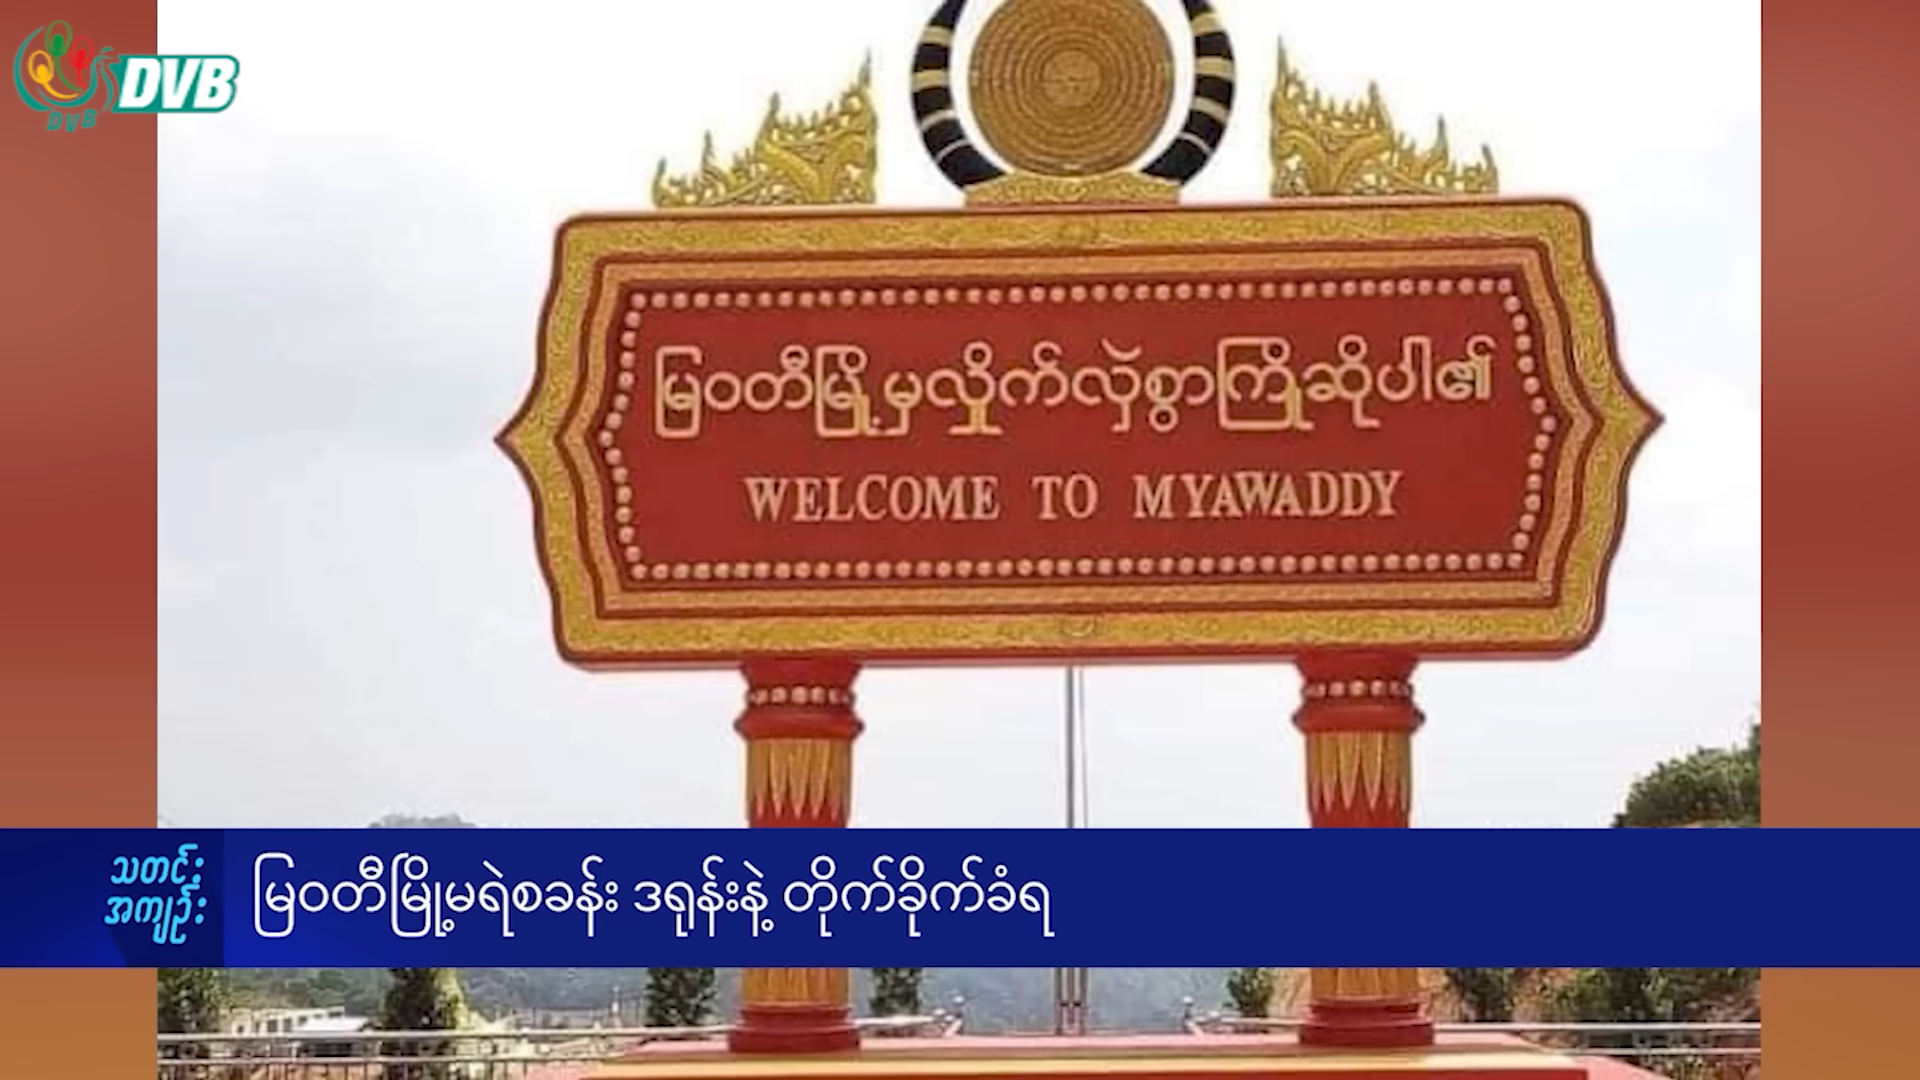 DVB
DVB
မြဝတီမြို့မှလှိုက်လှဲစွာကြိုဆိုပါ၏
WELCOME TO MYAWADDY
သတင်း
အကျဉ်း
မြဝတီမြို့မရဲစခန်း ဒရုန်းနဲ့ တိုက်ခိုက်ခံရ